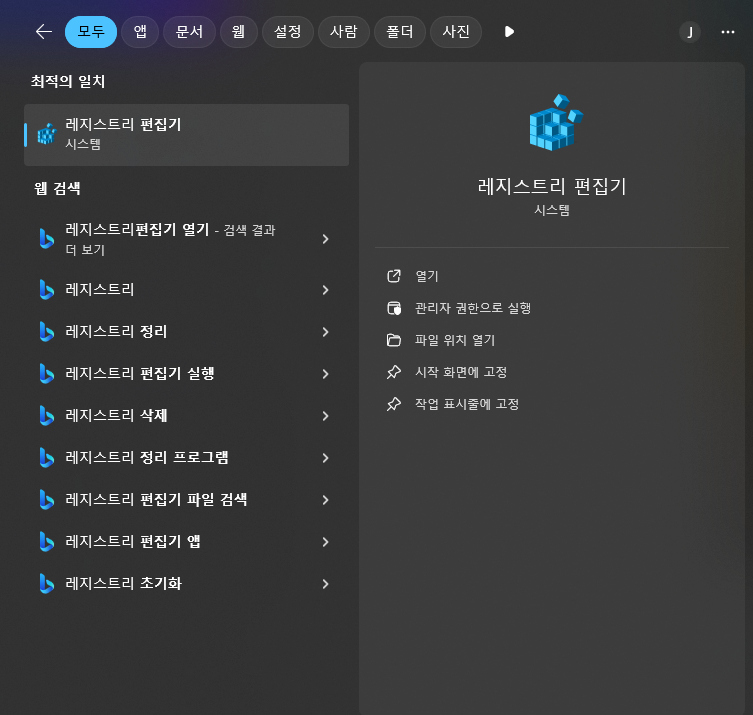 모두 앱 문서 웹 설정 사람 폴더 사진 J
최적의 일치
레지스트리 편집기
시스템
웹 검색
레지스트리편집기 열기 - 검색 결과
더 보기
레지스트리
레지스트리 정리
레지스트리 편집기 실행
레지스트리 삭제
레지스트리 정리 프로그램
레지스트리 편집기 파일 검색
레지스트리 편집기 앱
레지스트리 초기화
레지스트리 편집기
시스템
열기
관리자 권한으로 실행
파일 위치 열기
시작 화면에 고정
작업 표시줄에 고정